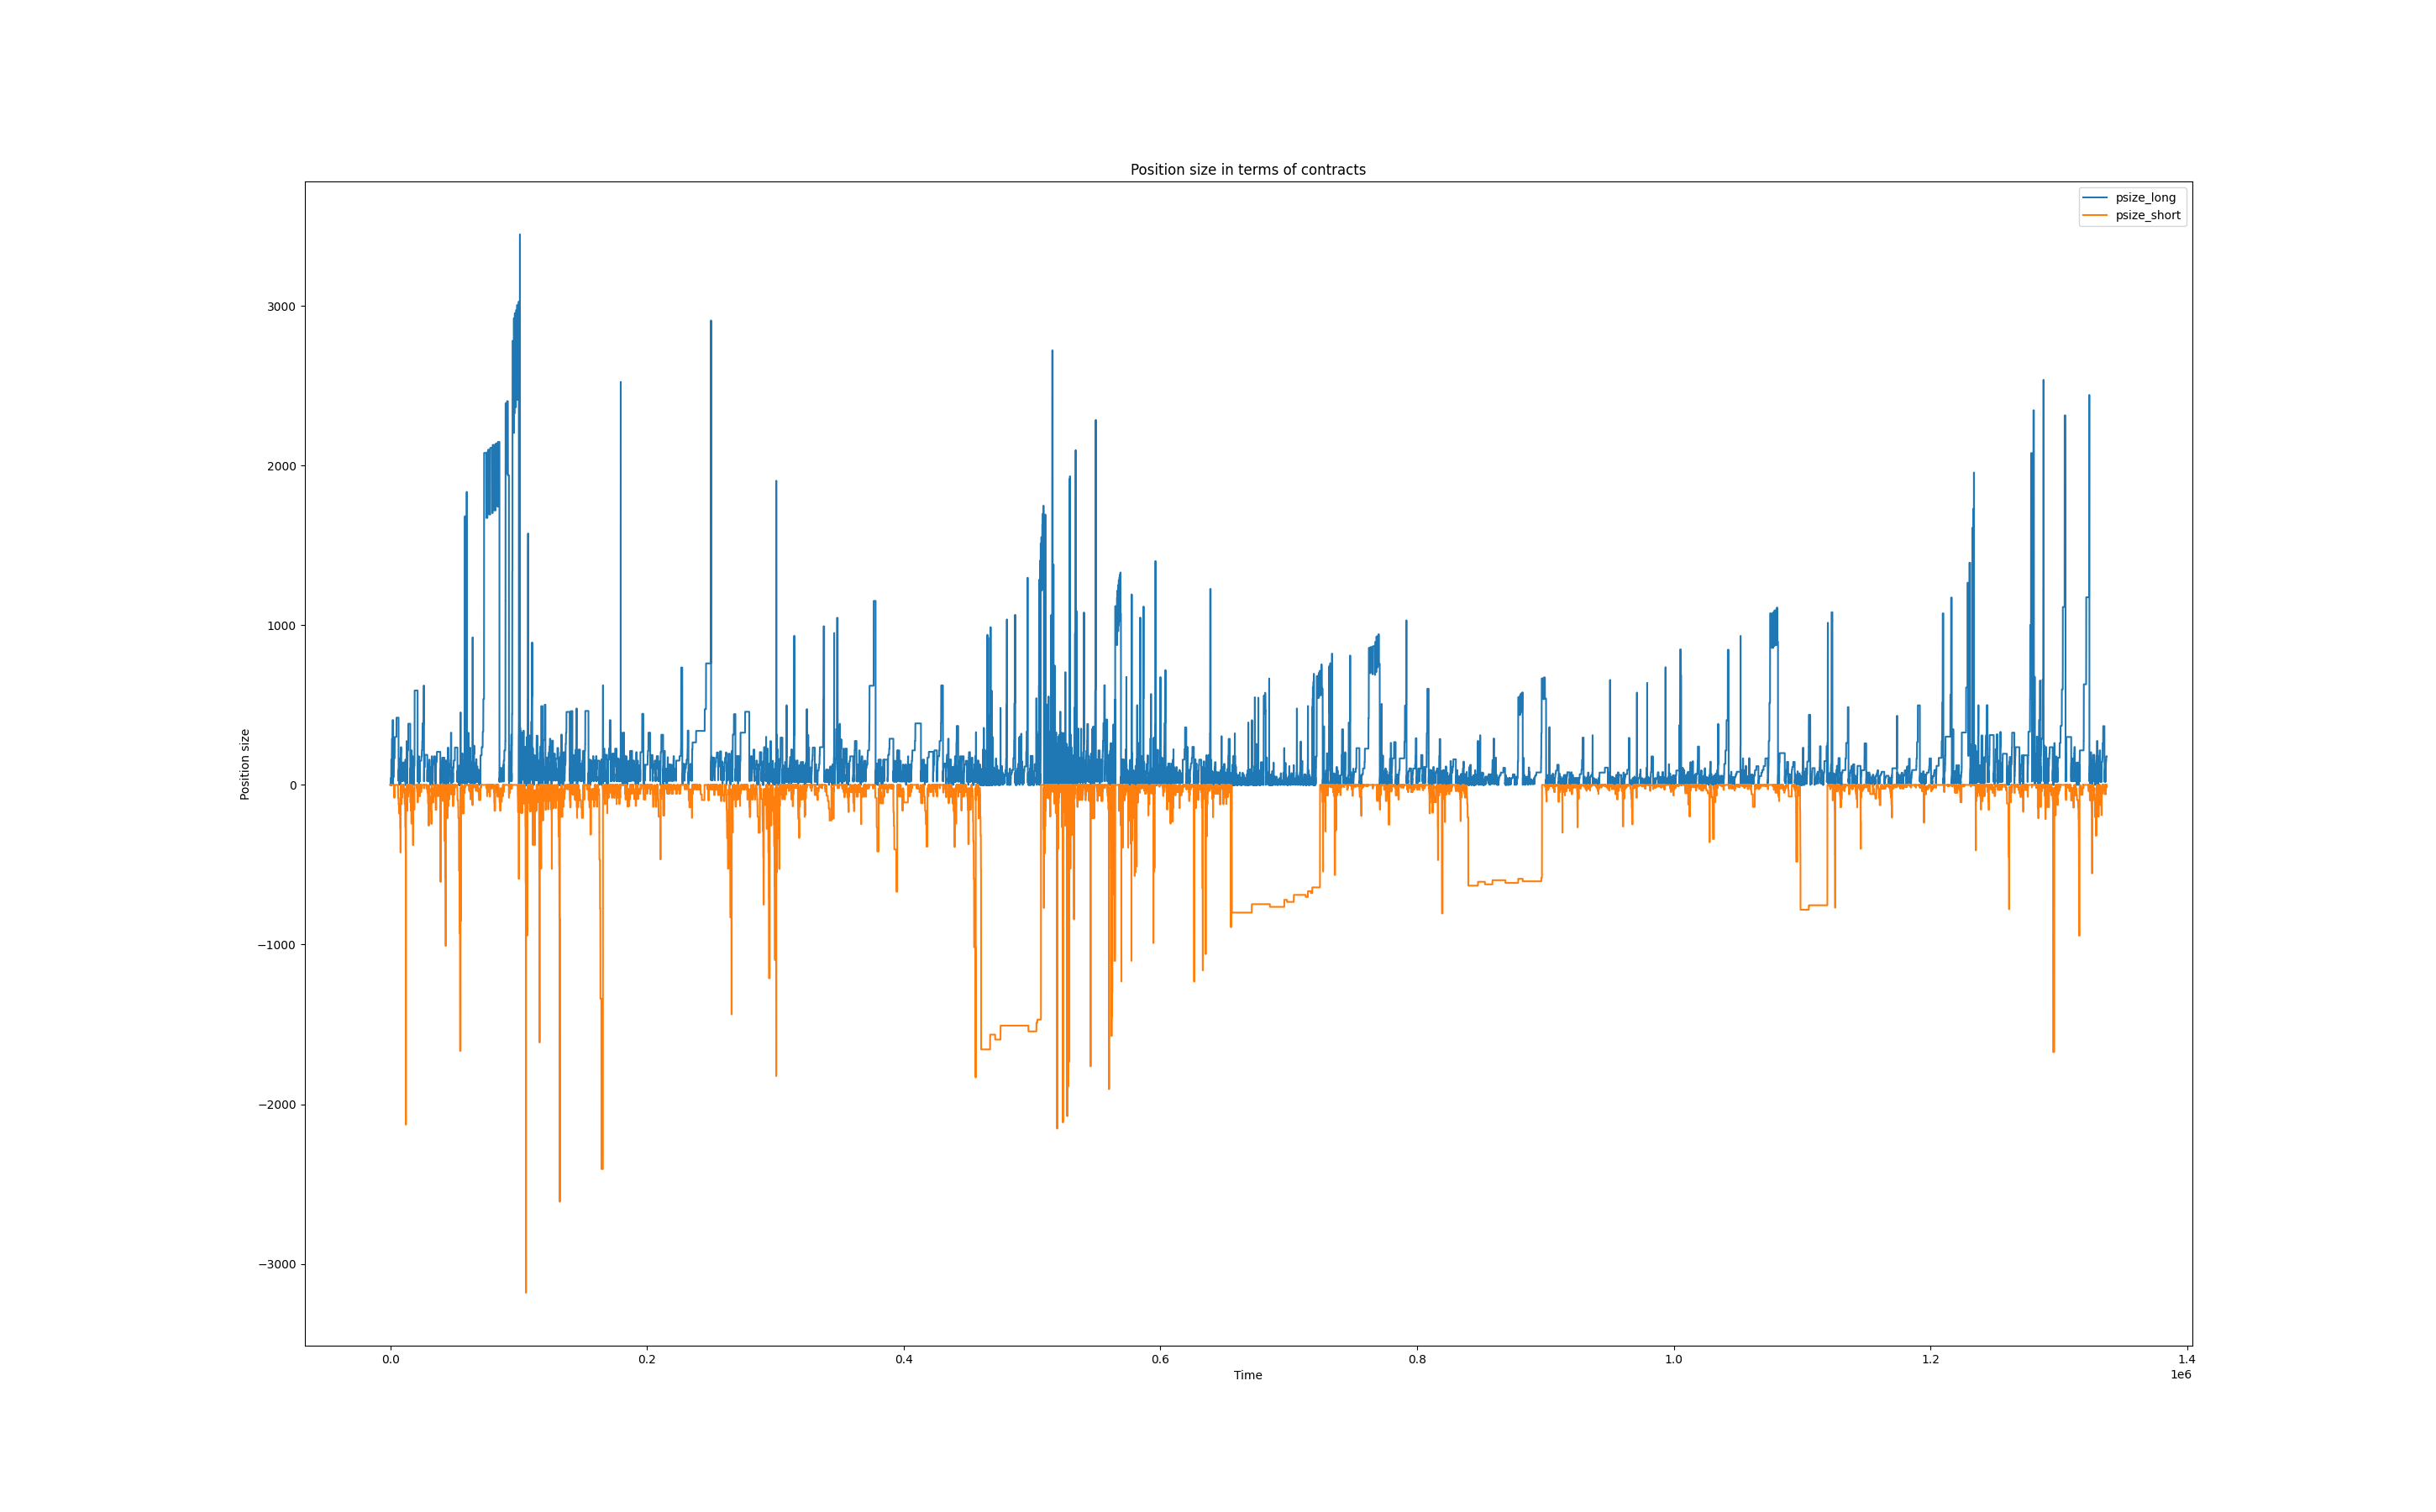 Position size in terms of contracts
psize_long
psize_short
3000
2000
1000
0
−1000
−2000
−3000
Position size
0.0
0.2
0.4
0.6
0.8
1.0
1.2
1.4
Time
1e6